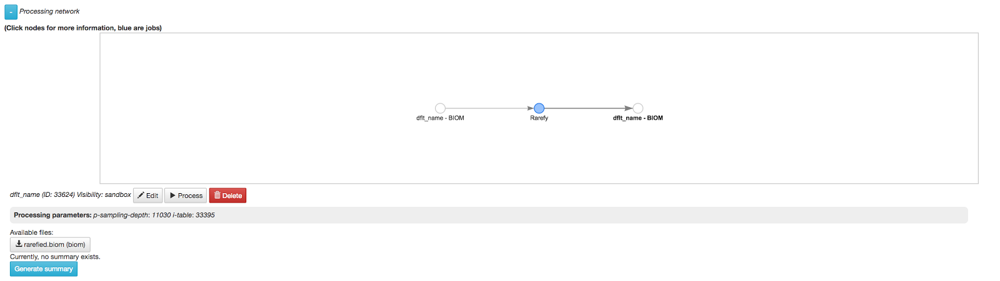 - Processing network
(Click nodes for more information, blue are jobs)
dflt_name - BIOM Rarefy dflt_name - BIOM
dflt_name (ID: 33624) Visibility: sandbox Edit Process Delete
Processing parameters: p-sampling-depth: 11030 i-table: 33395
Available files:
rarefied.biom (biom)
Currently, no summary exists.
Generate summary